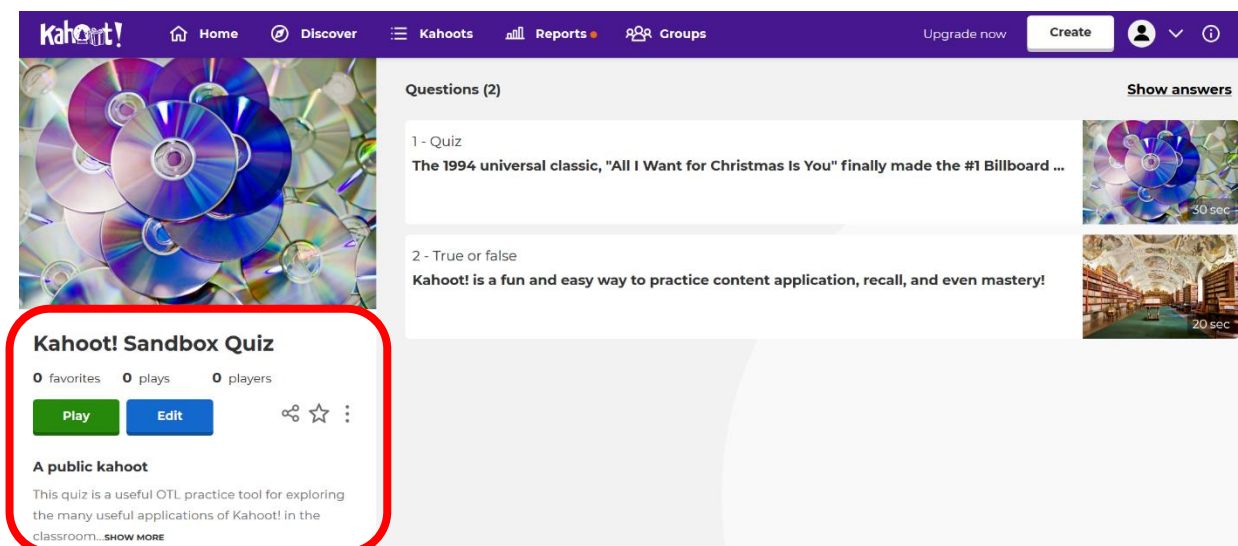 Kahoot!
Home
Discover
Kahoots
Reports
Groups
Upgrade now
Create
Questions (2)
Show answers
1 - Quiz
The 1994 universal classic, "All I Want for Christmas Is You" finally made the #1 Billboard ...
30 sec
2 - True or false
Kahoot! is a fun and easy way to practice content application, recall, and even mastery!
20 sec
Kahoot! Sandbox Quiz
0 favorites 0 plays 0 players
Play
Edit
A public kahoot
This quiz is a useful OTL practice tool for exploring
the many useful applications of Kahoot! in the
classroom...SHOW MORE